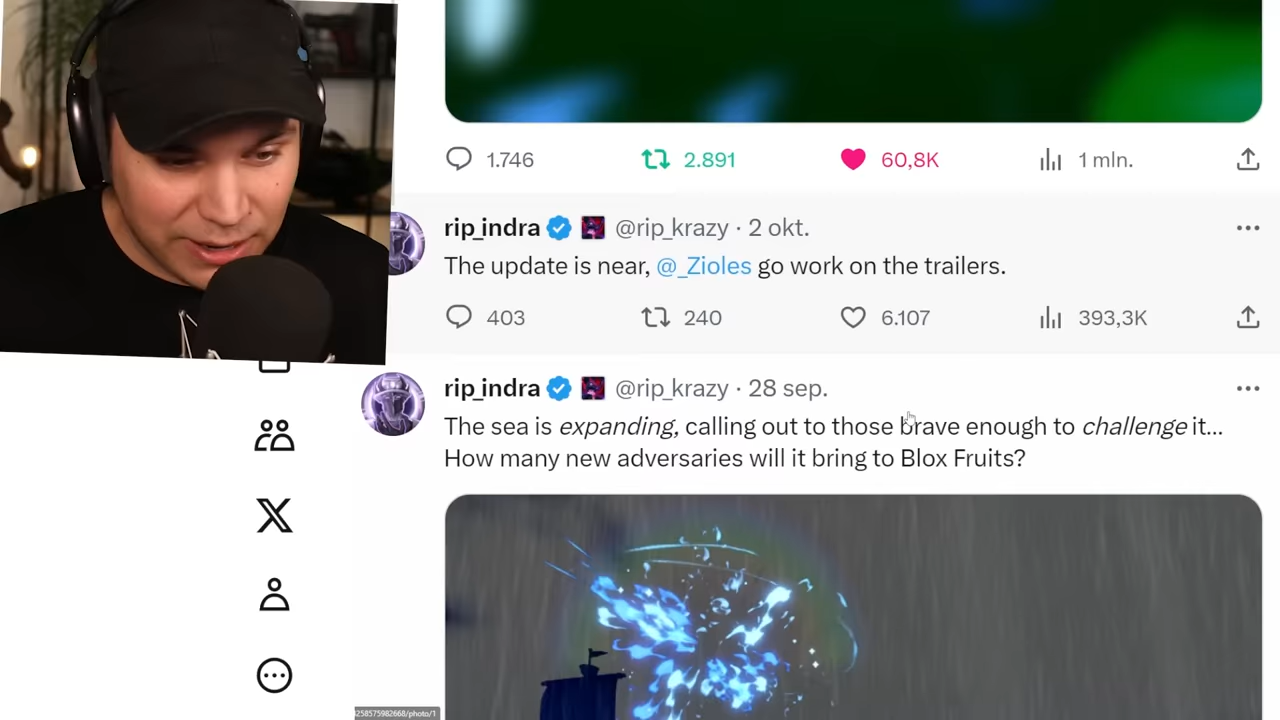 1.746 2.891 60,8K 1 mln.
rip_indra @rip_krazy · 2 okt.
The update is near, @_Zioles go work on the trailers.
403 240 6.107 393,3K
rip_indra @rip_krazy · 28 sep.
The sea is expanding, calling out to those brave enough to challenge it...
How many new adversaries will it bring to Blox Fruits?